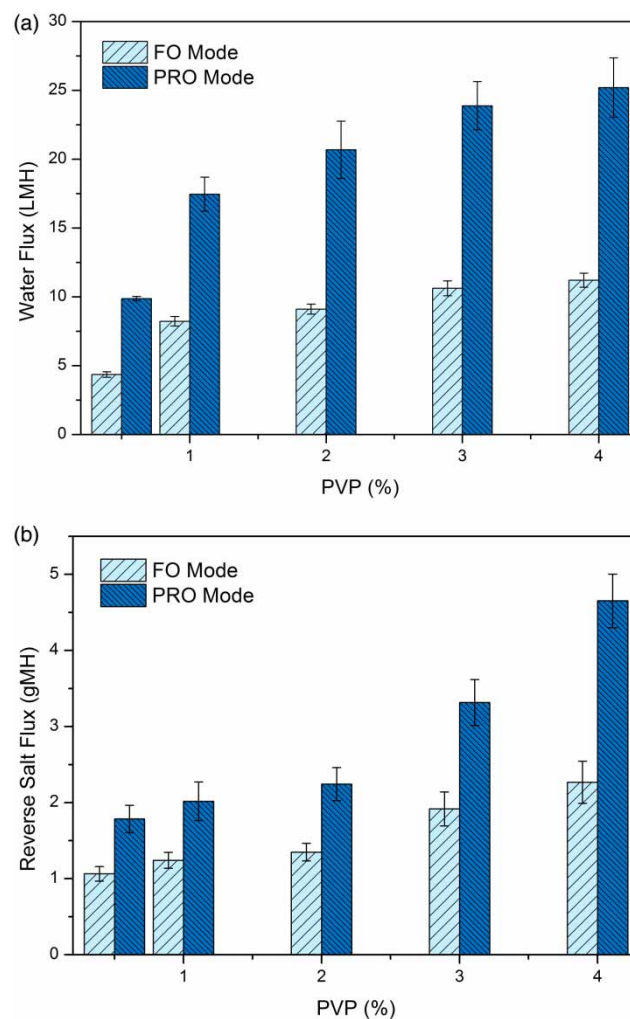 (a)
30
25
20
15
10
5
0
Water Flux (LMH)
FO Mode
PRO Mode
1 2 3 4
PVP (%)
(b)
5
4
3
2
1
0
Reverse Salt Flux (gMH)
FO Mode
PRO Mode
1 2 3 4
PVP (%)